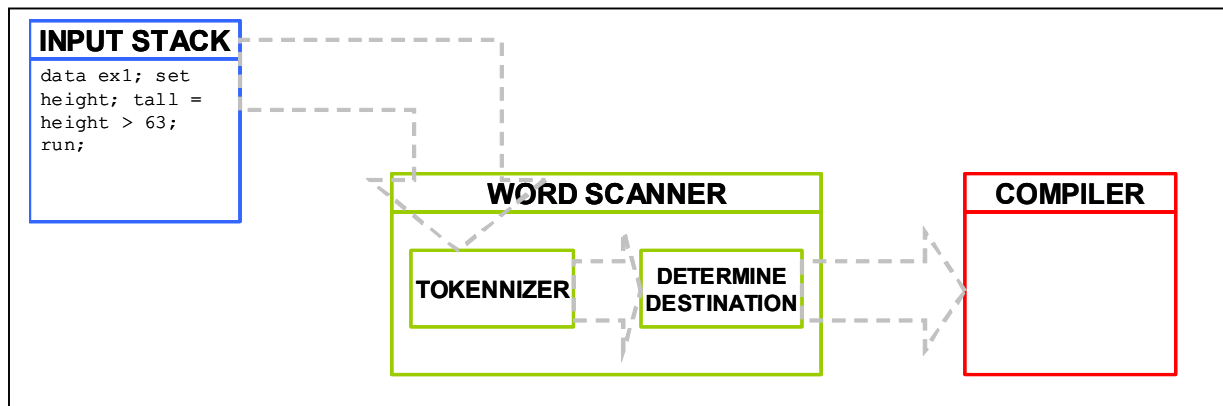 INPUT STACK
data ex1; set
height; tall =
height > 63;
run;
WORD SCANNER
TOKENNIZER
DETERMINE
DESTINATION
COMPILER